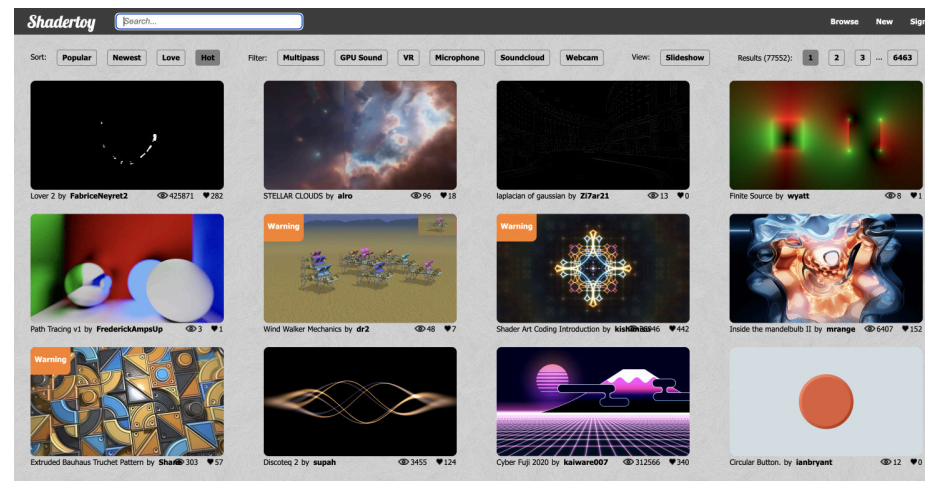 Shadertoy Search... Browse New Sign
Sort: Popular Newest Love Hot Filter: Multipass GPU Sound VR Microphone Soundcloud Webcam View: Slideshow Results (77552): 1 2 3 ... 6463
Lover 2 by FabriceNeyret2 425871 ♥282
STELLAR CLOUDS by alro 96 ♥18
laplacian of gaussian by Zi7ar21 13 ♥0
Finite Source by wyatt 8 ♥1
Path Tracing v1 by FrederickAmpsUp 3 ♥1
Warning
Wind Walker Mechanics by dr2 48 ♥7
Warning
Shader Art Coding Introduction by ♥442
Inside the mandelbulb II by mrange 6407 ♥152
Warning
Extruded Bauhaus Truchet Pattern by Shane 303 ♥57
Discoteq 2 by supah 3455 ♥124
Cyber Fuji 2020 by kaiware007 312566 ♥340
Circular Button. by ianbryant 12 ♥0